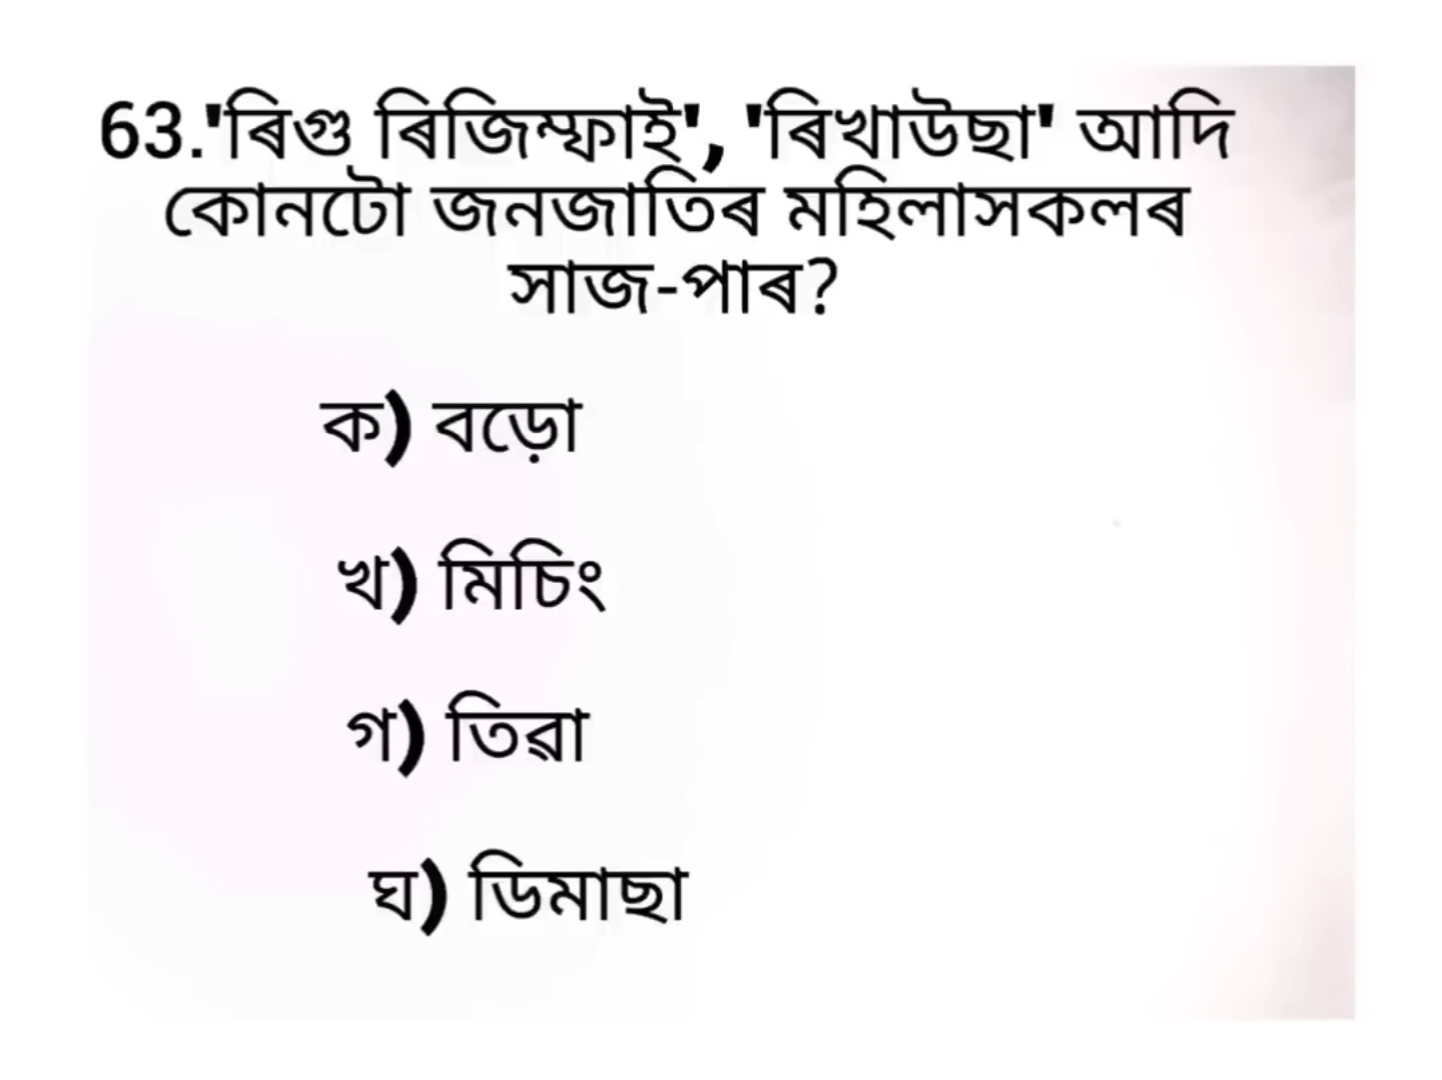 63.'ৰিগু ৰিজিম্ফাই', 'ৰিখাউছা' আদি
কোনটো জনজাতিৰ মহিলাসকলৰ
সাজ-পাৰ?
ক) বড়ো
খ) মিচিং
গ) তিৱা
ঘ) ডিমাছা